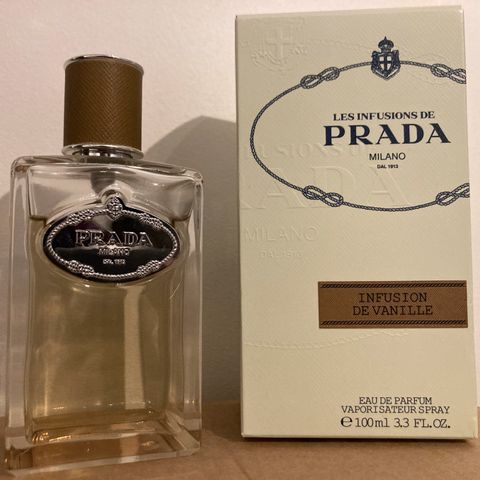 PRADA
MILANO
DAL 1913
LES INFUSIONS DE
PRADA
MILANO
DAL 1913
MILANO
DAL 1913
INFUSION
DE VANILLE
EAU DE PARFUM
VAPORISATEUR SPRAY
e 100ml 3.3 FL.OZ.